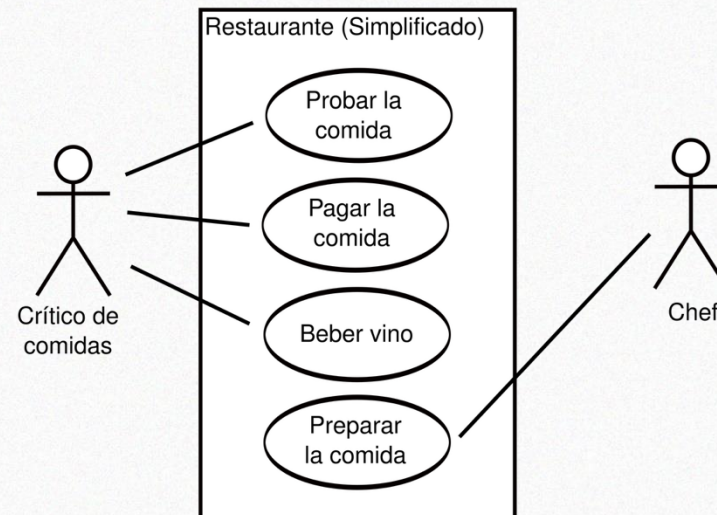 Restaurante (Simplificado)
Probar la
comida
Pagar la
comida
Beber vino
Preparar
la comida
Crítico de
comidas
Chef